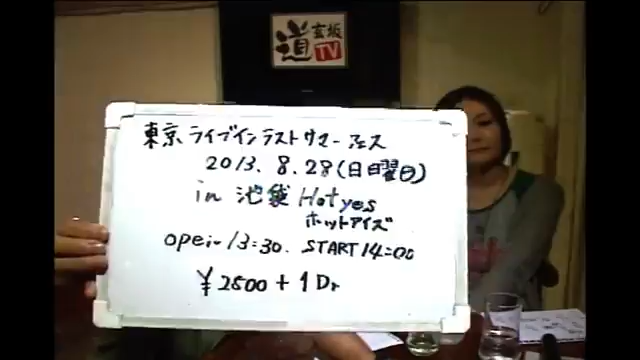 道玄坂
TV
東京ライブインラストサマーフェス
2013.8.28(日曜日)
in 池袋 Hot yes
ホットアイズ
open 13:30. START 14:00
¥2500+1Dr